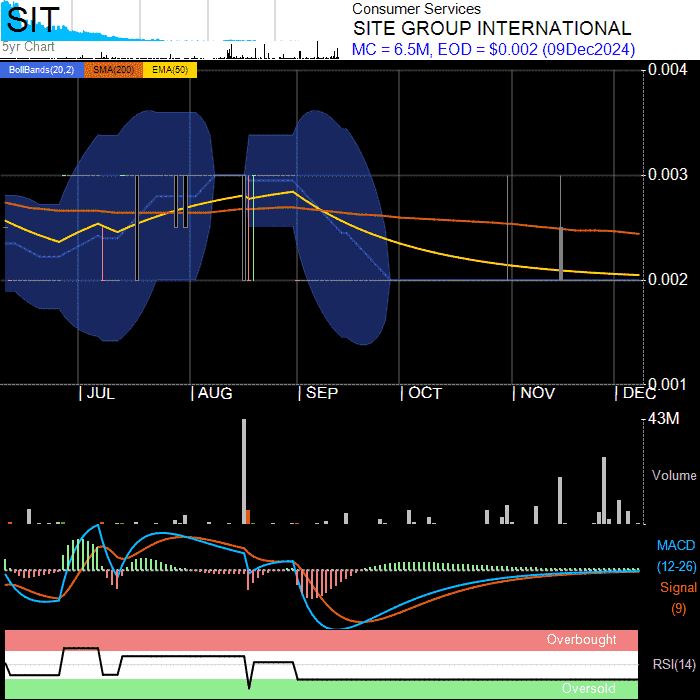 SIT
5yr Chart
Consumer Services
SITE GROUP INTERNATIONAL
MC = 6.5M, EOD = $0.002 (09Dec2024)
BollBands(20,2) SMA(200) EMA(50)
0.004
0.003
0.002
0.001
| JUL | AUG | SEP | OCT | NOV | DEC
43M
Volume
MACD
(12-26)
Signal
(9)
Overbought
RSI(14)
Oversold